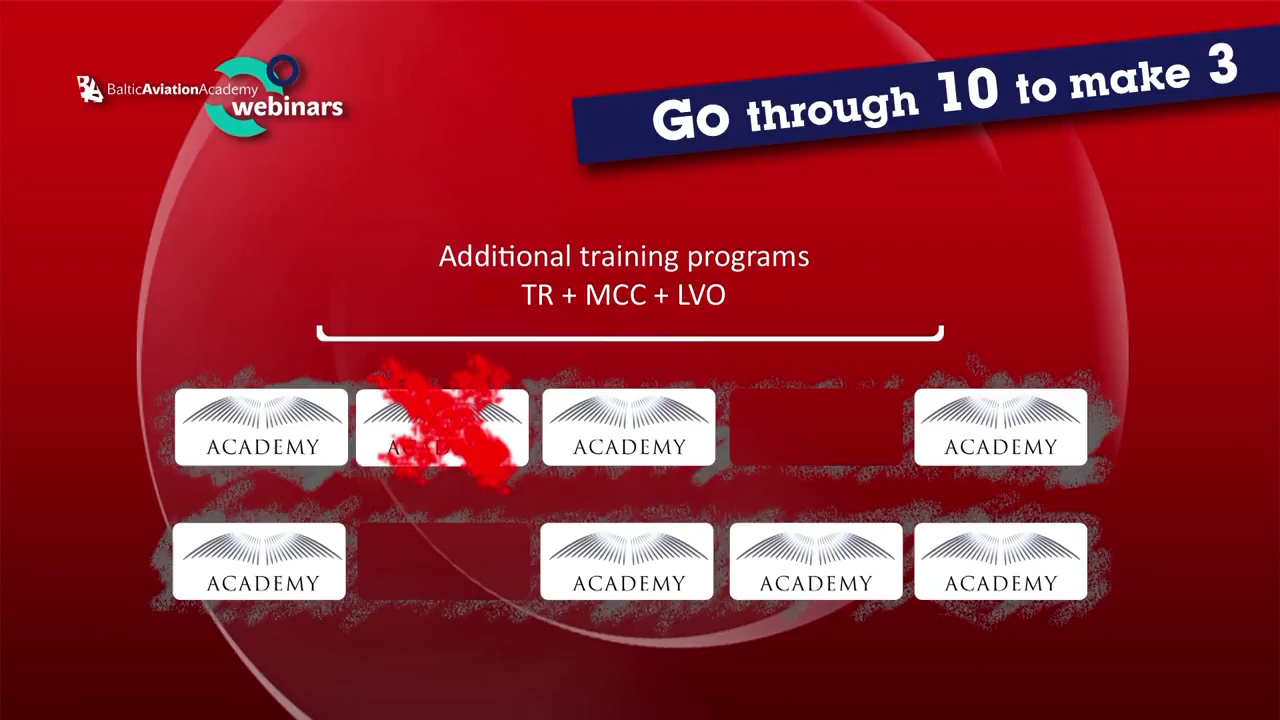 BalticAviationAcademy
webinars
Go through 10 to make 3
Additional training programs
TR + MCC + LVO
ACADEMY
ACADEMY
ACADEMY
ACADEMY
ACADEMY
ACADEMY
ACADEMY